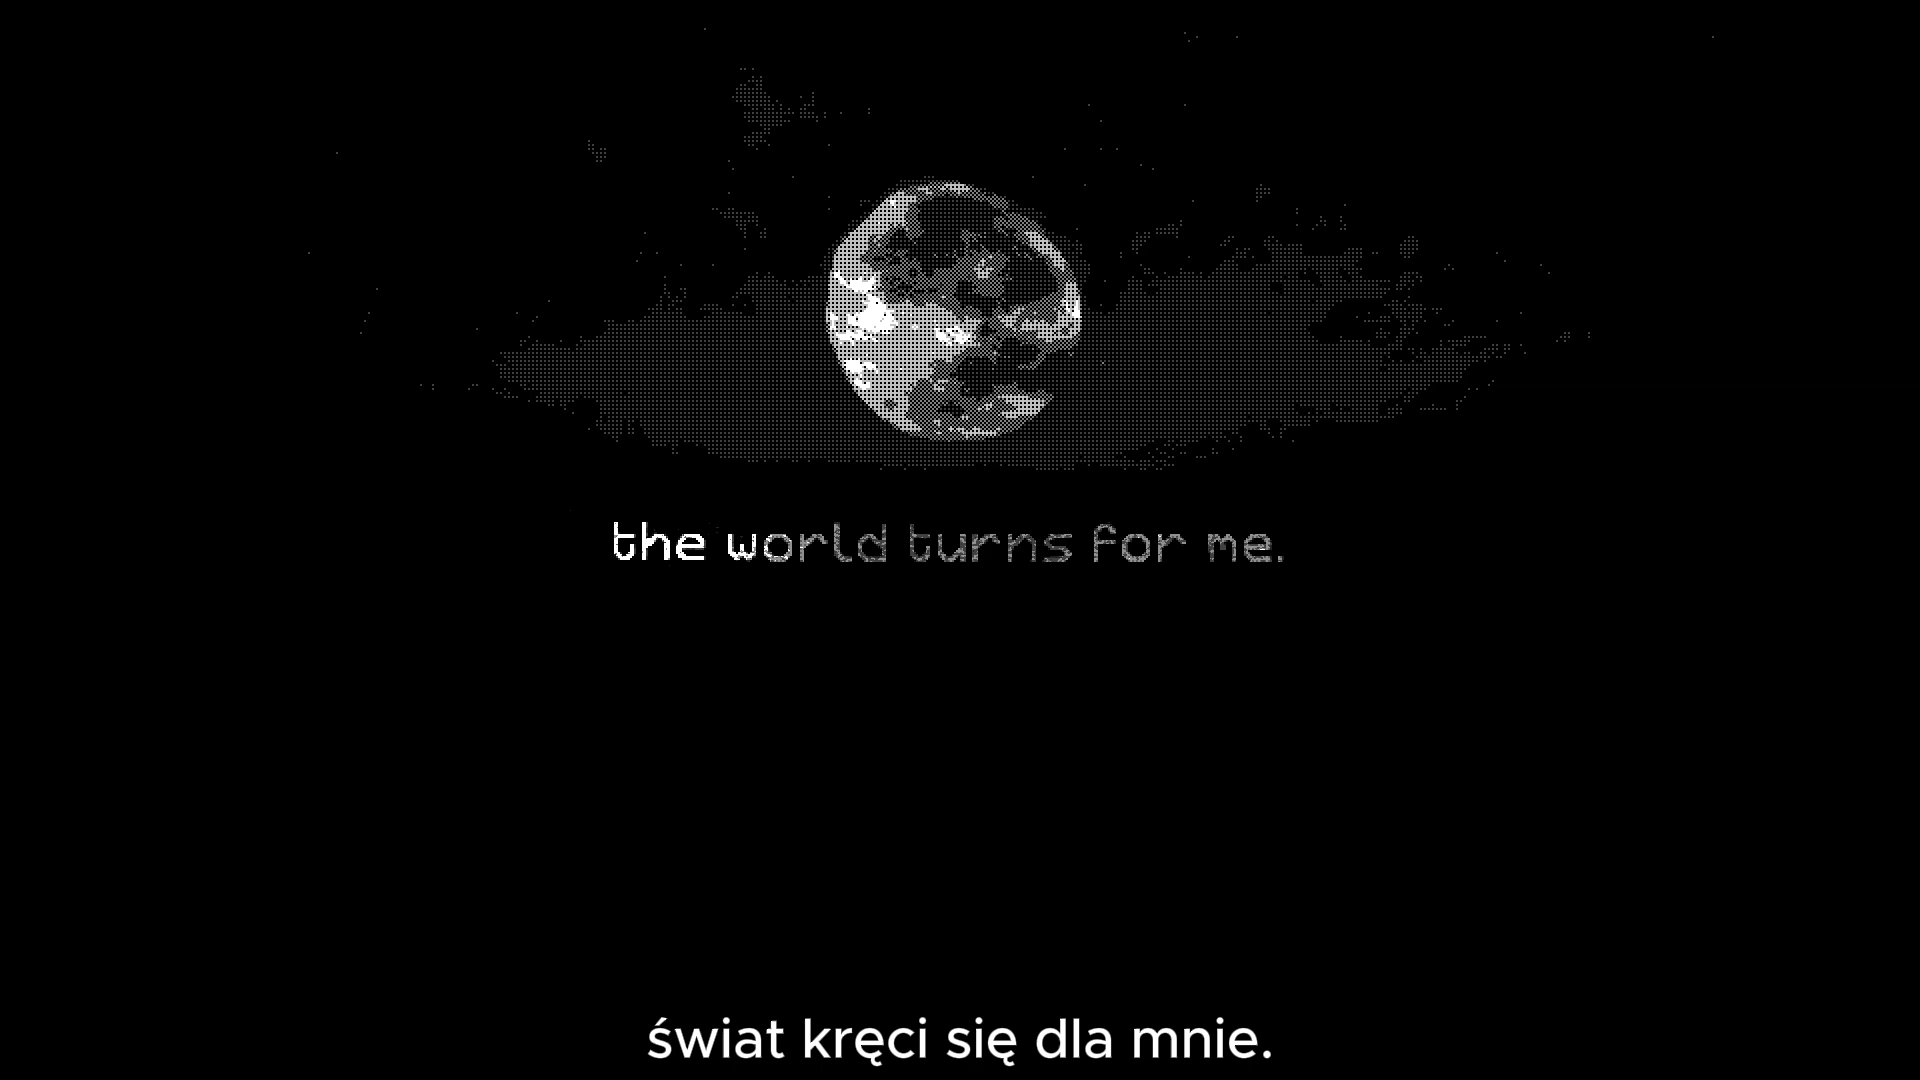 the world turns for me.
świat kręci się dla mnie.